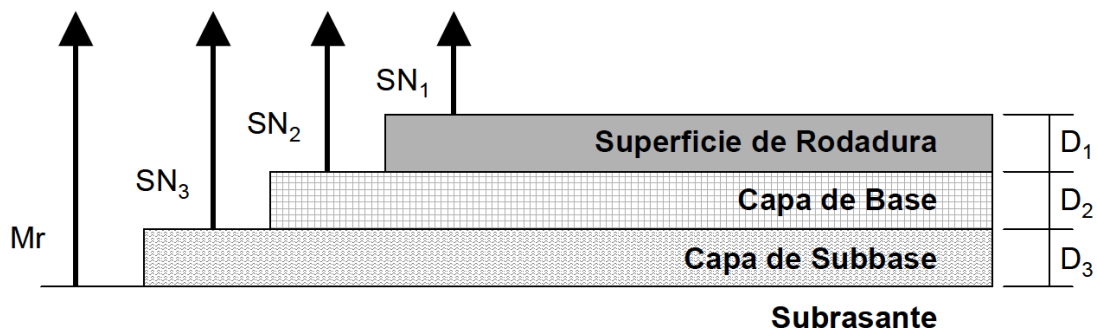 SN₁
SN₂
SN₃
Mr
Superficie de Rodadura
Capa de Base
Capa de Subbase
Subrasante
D₁
D₂
D₃